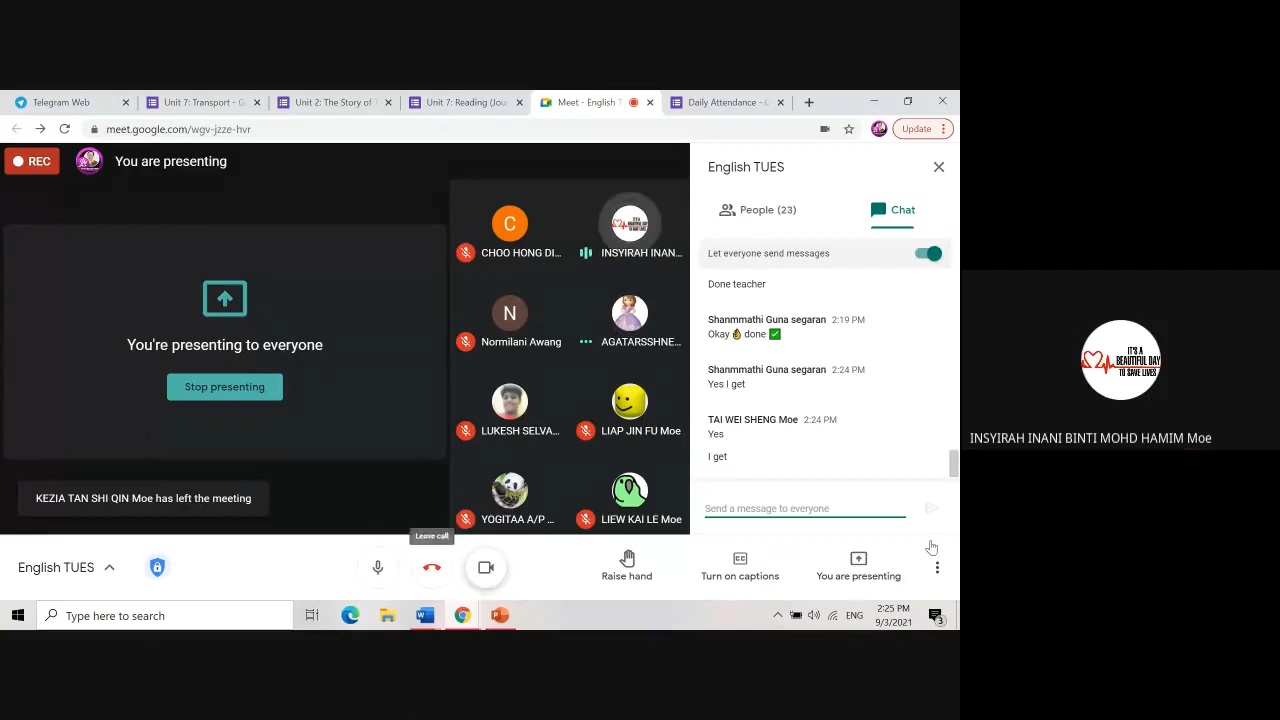 Telegram Web
Unit 7: Transport - G
Unit 2: The Story of T
Unit 7: Reading (Jou
Meet - English T
Daily Attendance -
meet.google.com/wgv-jzze-hvr
Update
REC
You are presenting
You're presenting to everyone
Stop presenting
KEZIA TAN SHI QIN Moe has left the meeting
C
CHOO HONG DI...
INSYIRAH INAN...
N
Normilani Awang
AGATARSSHNE...
LUKESH SELVA...
LIAP JIN FU Moe
YOGITAA A/P ...
LIEW KAI LE Moe
English TUES
People (23)
Chat
Let everyone send messages
Done teacher
Shanmmathi Guna segaran 2:19 PM
Okay 👌 done ✅
Shanmmathi Guna segaran 2:24 PM
Yes I get
TAI WEI SHENG Moe 2:24 PM
Yes
I get
Send a message to everyone
Leave call
English TUES
Raise hand
CC
Turn on captions
You are presenting
Type here to search
ENG
2:25 PM
9/3/2021
3
IT'S A
BEAUTIFUL DAY
TO SAVE LIVES
INSYIRAH INANI BINTI MOHD HAMIM Moe